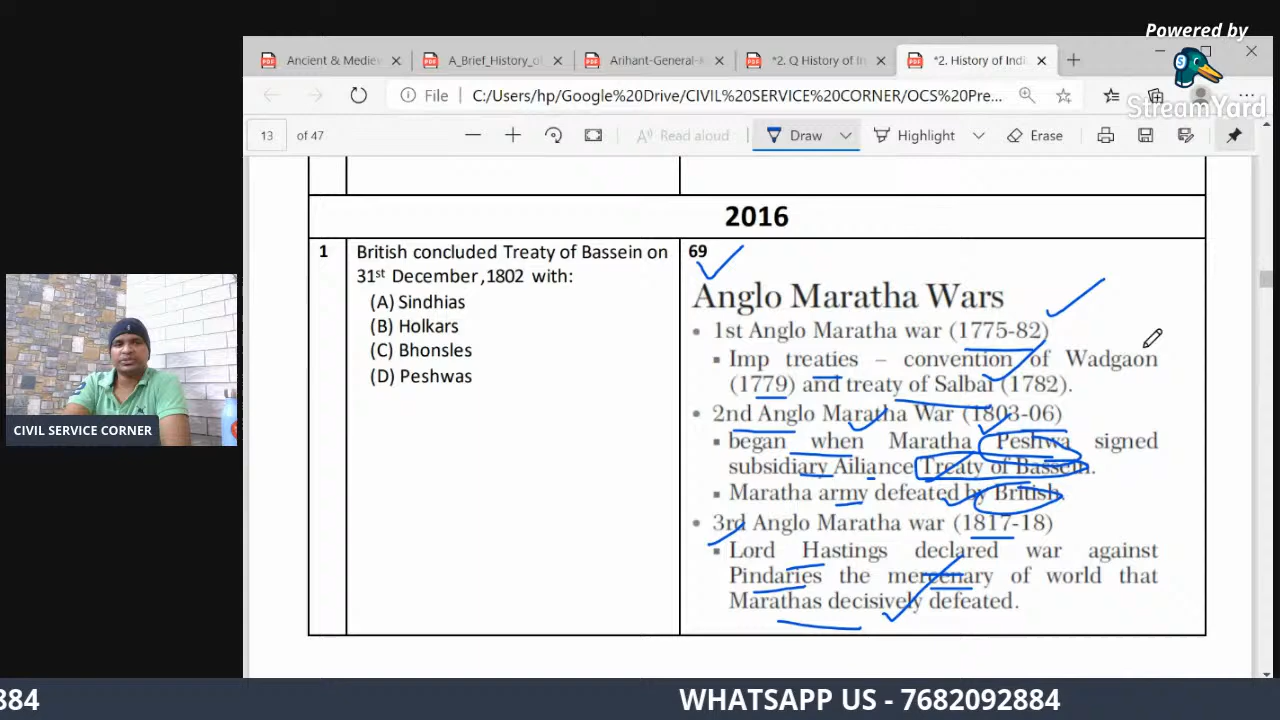 Powered by
StreamYard
Ancient & Mediev
A_Brief_History_o
Arihant-General-
*2. Q History of In
*2. History of Indi
File
C:/Users/hp/Google%20Drive/CIVIL%20SERVICE%20CORNER/OCS%20Pre...
13 of 47
Read aloud
Draw
Highlight
Erase
2016
1
British concluded Treaty of Bassein on
31st December ,1802 with:
(A) Sindhias
(B) Holkars
(C) Bhonsles
(D) Peshwas
69
Anglo Maratha Wars
• 1st Anglo Maratha war (1775-82)
▪ Imp treaties – convention of Wadgaon
(1779) and treaty of Salbai (1782).
• 2nd Anglo Maratha War (1803-06)
▪ began when Maratha Peshwa signed
subsidiary Ailiance Treaty of Bassein.
▪ Maratha army defeated by British.
• 3rd Anglo Maratha war (1817-18)
▪ Lord Hastings declared war against
Pindaries the mercenary of world that
Marathas decisively defeated.
CIVIL SERVICE CORNER
884
WHATSAPP US - 7682092884